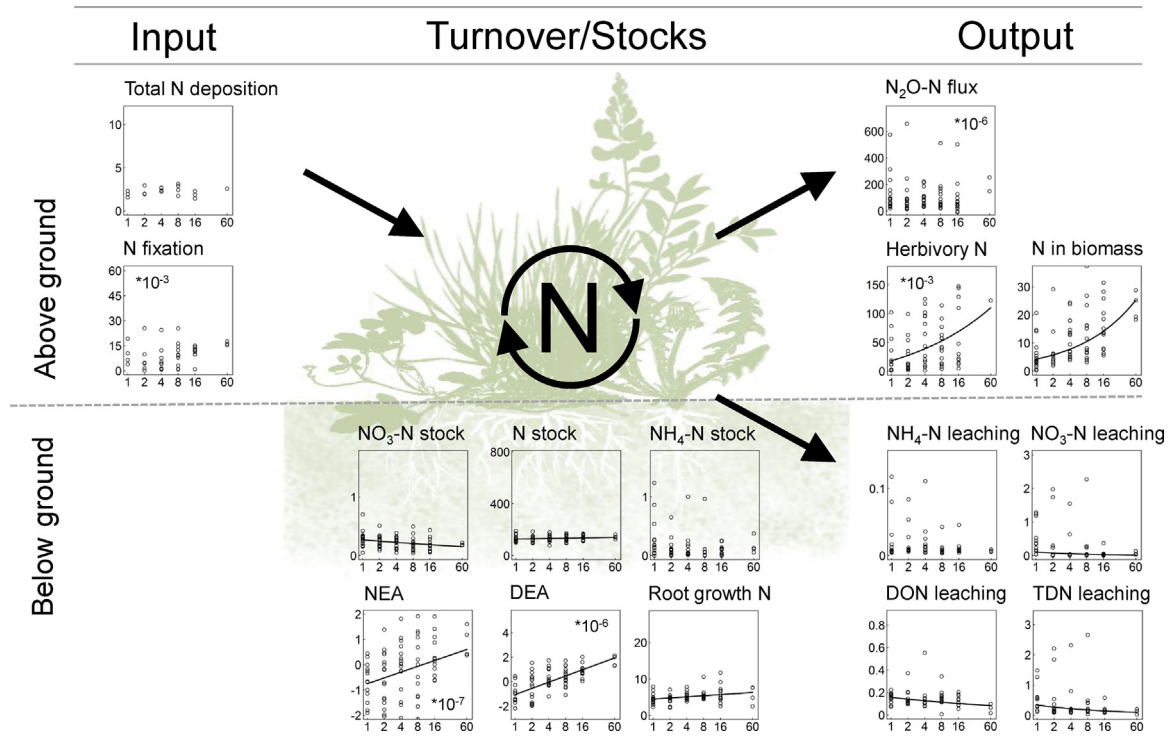 Input Turnover/Stocks Output
Above ground
Total N deposition
10
5
0
1 2 4 8 16 60
N fixation
*10-3
60
45
30
15
0
1 2 4 8 16 60
N
N2O-N flux
*10-6
600
400
200
0
1 2 4 8 16 60
Herbivory N
*10-3
150
100
50
0
1 2 4 8 16 60
N in biomass
30
20
10
0
1 2 4 8 16 60
Below ground
NO3-N stock
1
0
1 2 4 8 16 60
N stock
800
400
0
1 2 4 8 16 60
NH4-N stock
1
0
1 2 4 8 16 60
NH4-N leaching
0.1
0
1 2 4 8 16 60
NO3-N leaching
3
2
1
0
1 2 4 8 16 60
NEA
2
1
0
-1
-2
*10-7
1 2 4 8 16 60
DEA
*10-6
4
2
0
-2
1 2 4 8 16 60
Root growth N
20
10
0
1 2 4 8 16 60
DON leaching
0.8
0.6
0.4
0.2
0
1 2 4 8 16 60
TDN leaching
3
2
1
0
1 2 4 8 16 60